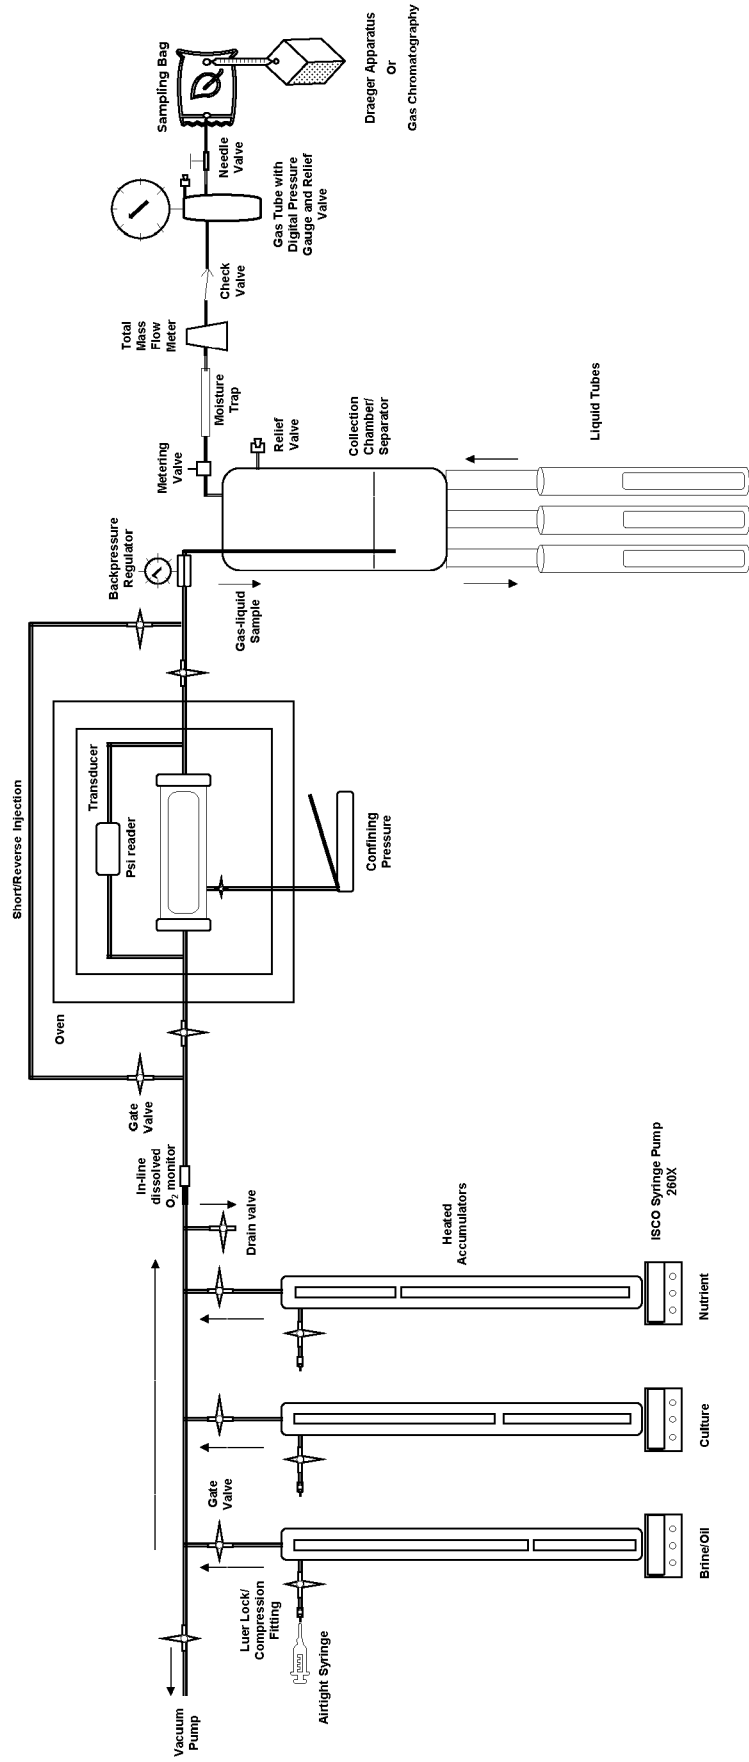 Short/Reverse Injection
Oven
Transducer
Psi reader
Vacuum
Pump
Gate
Valve
In-line
dissolved
O₂ monitor
Backpressure
Regulator
Metering
Valve
Total
Mass
Flow
Meter
Sampling Bag
Moisture
Trap
Check
Valve
Needle
Valve
Gas Tube with
Digital Pressure
Gauge and Relief
Valve
Draeger Apparatus
Or
Gas Chromatography
Luer Lock/
Compression
Fitting
Gate
Valve
Drain valve
Gas-liquid
Sample
Relief
Valve
Airtight Syringe
Confining
Pressure
Collection
Chamber/
Separator
Heated
Accumulators
Liquid Tubes
ISCO Syringe Pump
260X
Brine/Oil
Culture
Nutrient